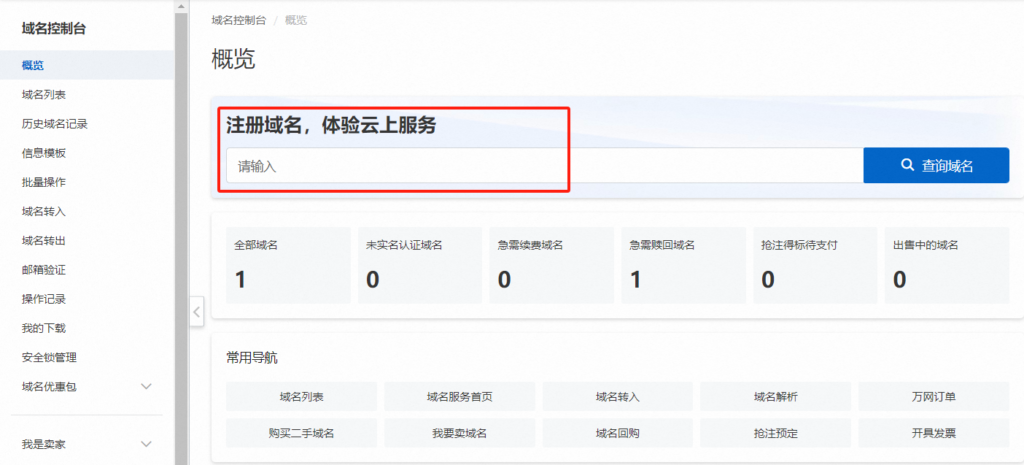 域名控制台
概览
域名列表
历史域名记录
信息模板
批量操作
域名转入
域名转出
邮箱验证
操作记录
我的下载
安全锁管理
域名优惠包
我是卖家
域名控制台 / 概览
概览
注册域名，体验云上服务
请输入
查询域名
全部域名 未实名认证域名 急需续费域名 急需赎回域名 抢注得标待支付 出售中的域名
1 0 0 1 0 0
常用导航
域名列表 域名服务首页 域名转入 域名解析 万网订单
购买二手域名 我要卖域名 域名回购 抢注预定 开具发票